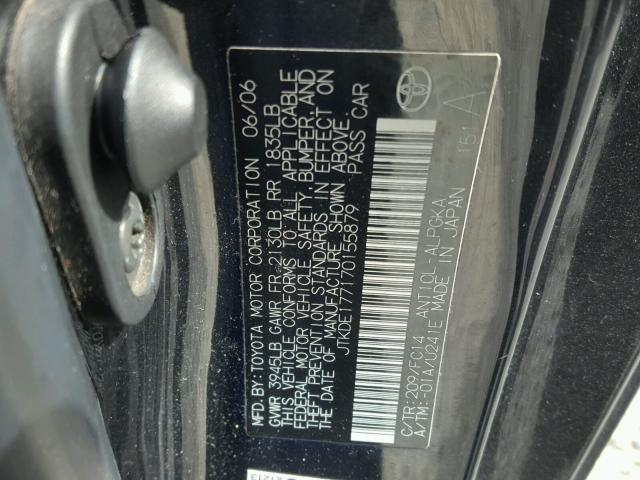 MFD.BY:TOYOTA MOTOR CORPORATION 06/06
GVWR 3945LB GAWR FR 2130LB RR 1835LB
THIS VEHICLE CONFORMS TO ALL APPLICABLE
FEDERAL MOTOR VEHICLE SAFETY, BUMPER, AND
THEFT PREVENTION STANDARDS IN EFFECT ON
THE DATE OF MANUFACTURE SHOWN ABOVE.
JTKDE177170155879 PASS CAR
C/TR:209/FC14 ANT10L-ALPGKA
A/TM:-01A/U241E MADE IN JAPAN 151
A